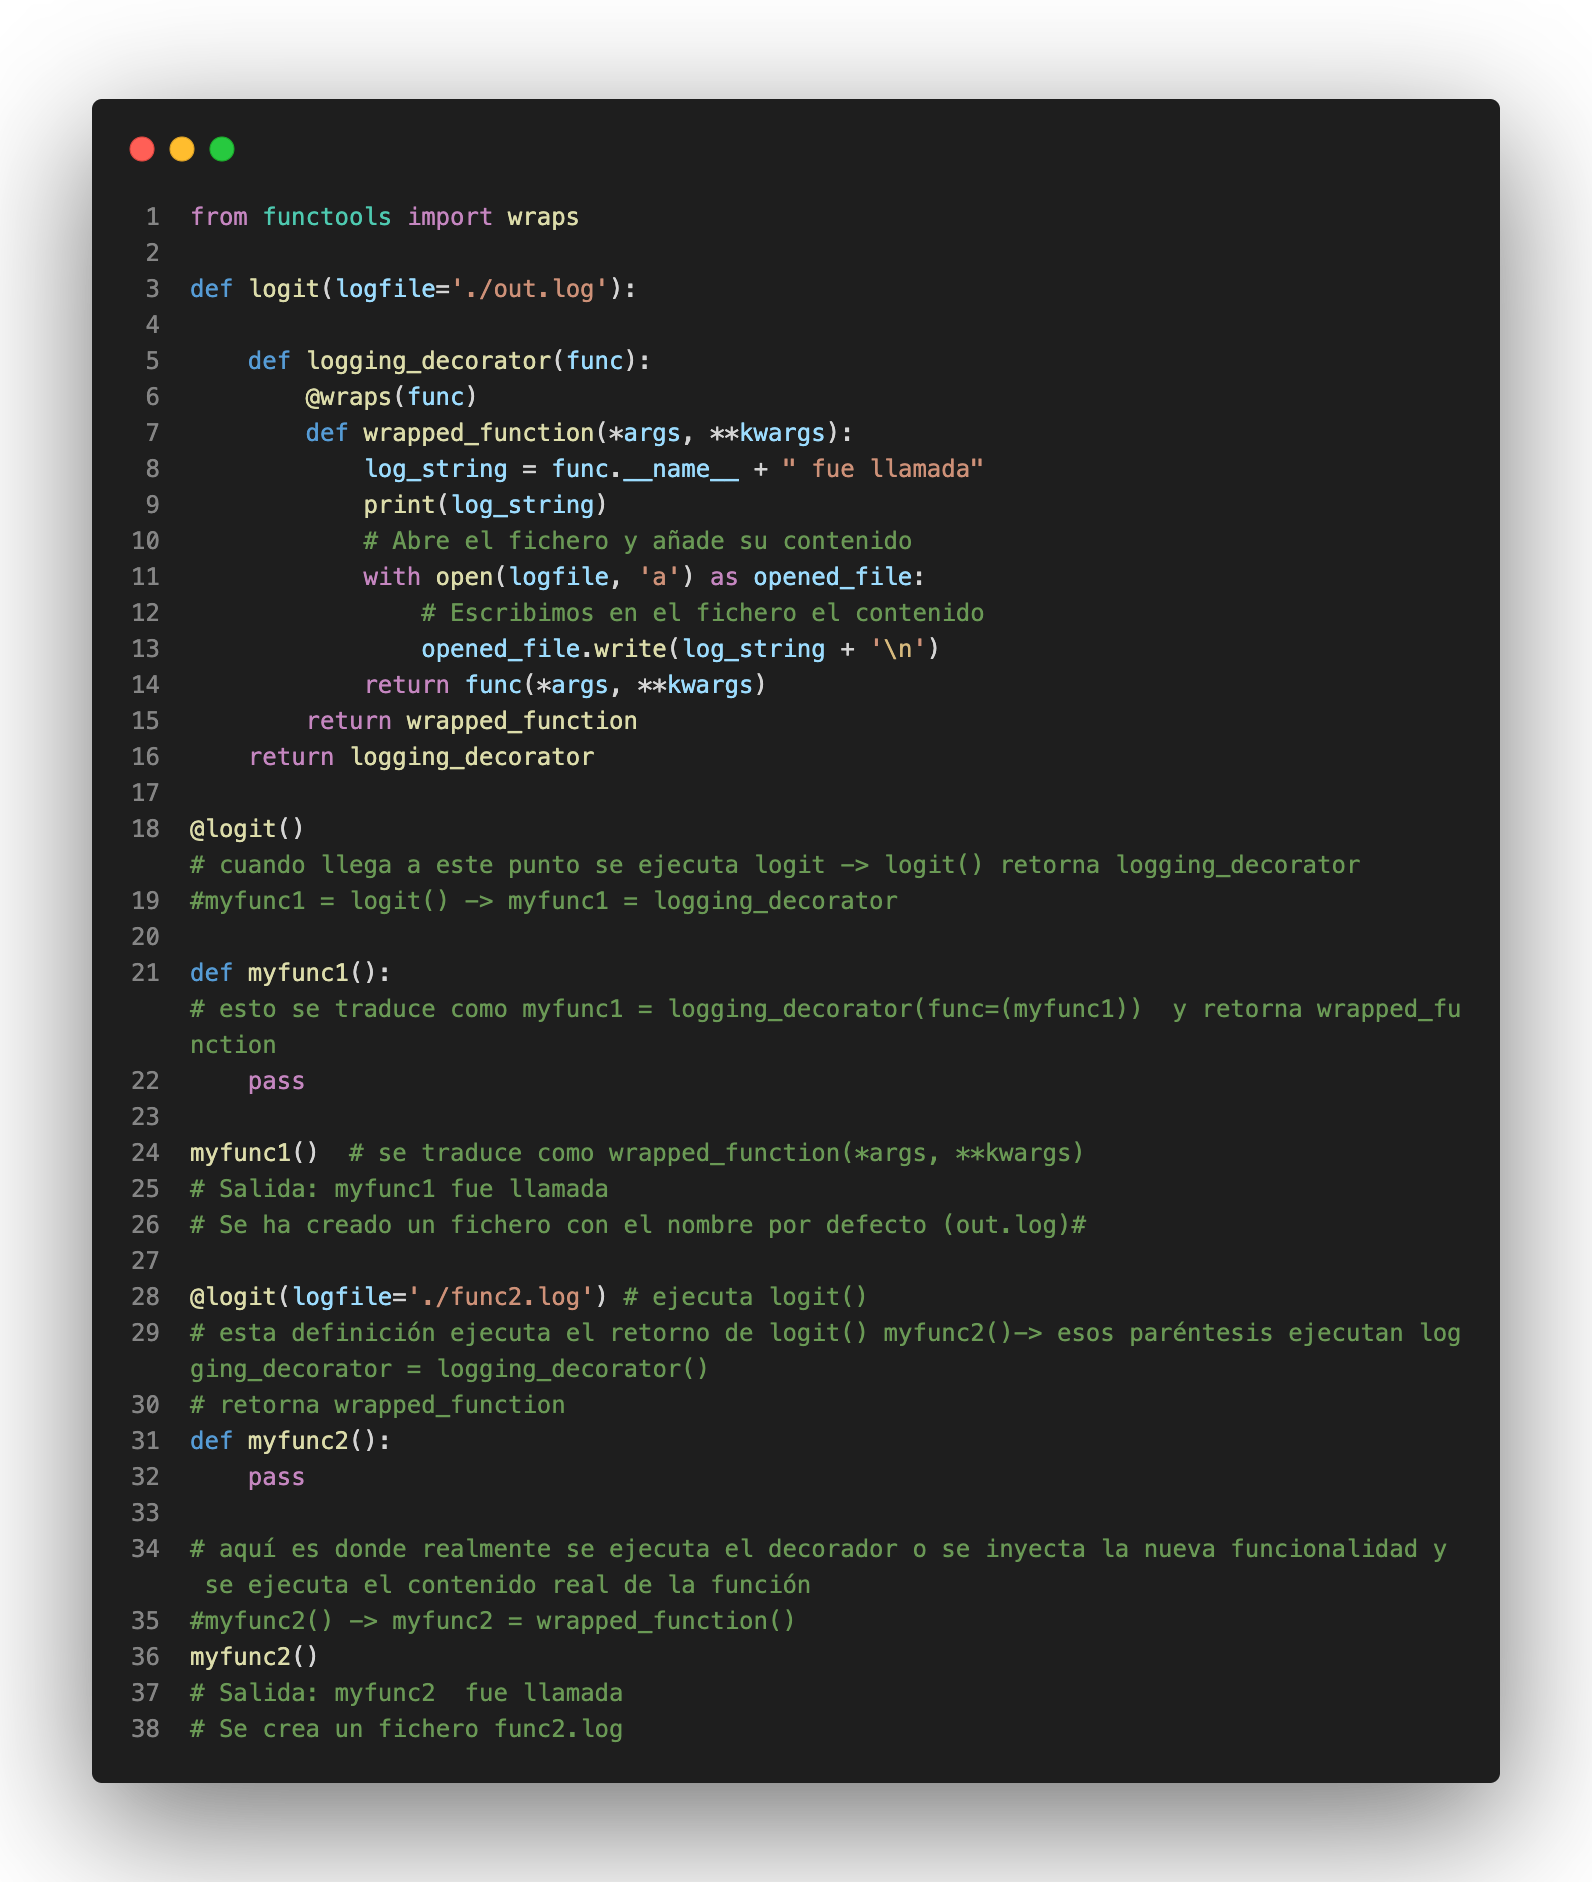 1 from functools import wraps
2
3 def logit(logfile='./out.log'):
4
5     def logging_decorator(func):
6         @wraps(func)
7         def wrapped_function(*args, **kwargs):
8             log_string = func.__name__ + " fue llamada"
9             print(log_string)
10             # Abre el fichero y añade su contenido
11             with open(logfile, 'a') as opened_file:
12                 # Escribimos en el fichero el contenido
13                 opened_file.write(log_string + '\n')
14             return func(*args, **kwargs)
15         return wrapped_function
16     return logging_decorator
17
18 @logit()
# cuando llega a este punto se ejecuta logit -> logit() retorna logging_decorator
19 #myfunc1 = logit() -> myfunc1 = logging_decorator
20
21 def myfunc1():
# esto se traduce como myfunc1 = logging_decorator(func=(myfunc1))  y retorna wrapped_fu
nction
22     pass
23
24 myfunc1()  # se traduce como wrapped_function(*args, **kwargs)
25 # Salida: myfunc1 fue llamada
26 # Se ha creado un fichero con el nombre por defecto (out.log)#
27
28 @logit(logfile='./func2.log') # ejecuta logit()
29 # esta definición ejecuta el retorno de logit() myfunc2()-> esos paréntesis ejecutan log
ging_decorator = logging_decorator()
30 # retorna wrapped_function
31 def myfunc2():
32     pass
33
34 # aquí es donde realmente se ejecuta el decorador o se inyecta la nueva funcionalidad y
 se ejecuta el contenido real de la función
35 #myfunc2() -> myfunc2 = wrapped_function()
36 myfunc2()
37 # Salida: myfunc2  fue llamada
38 # Se crea un fichero func2.log